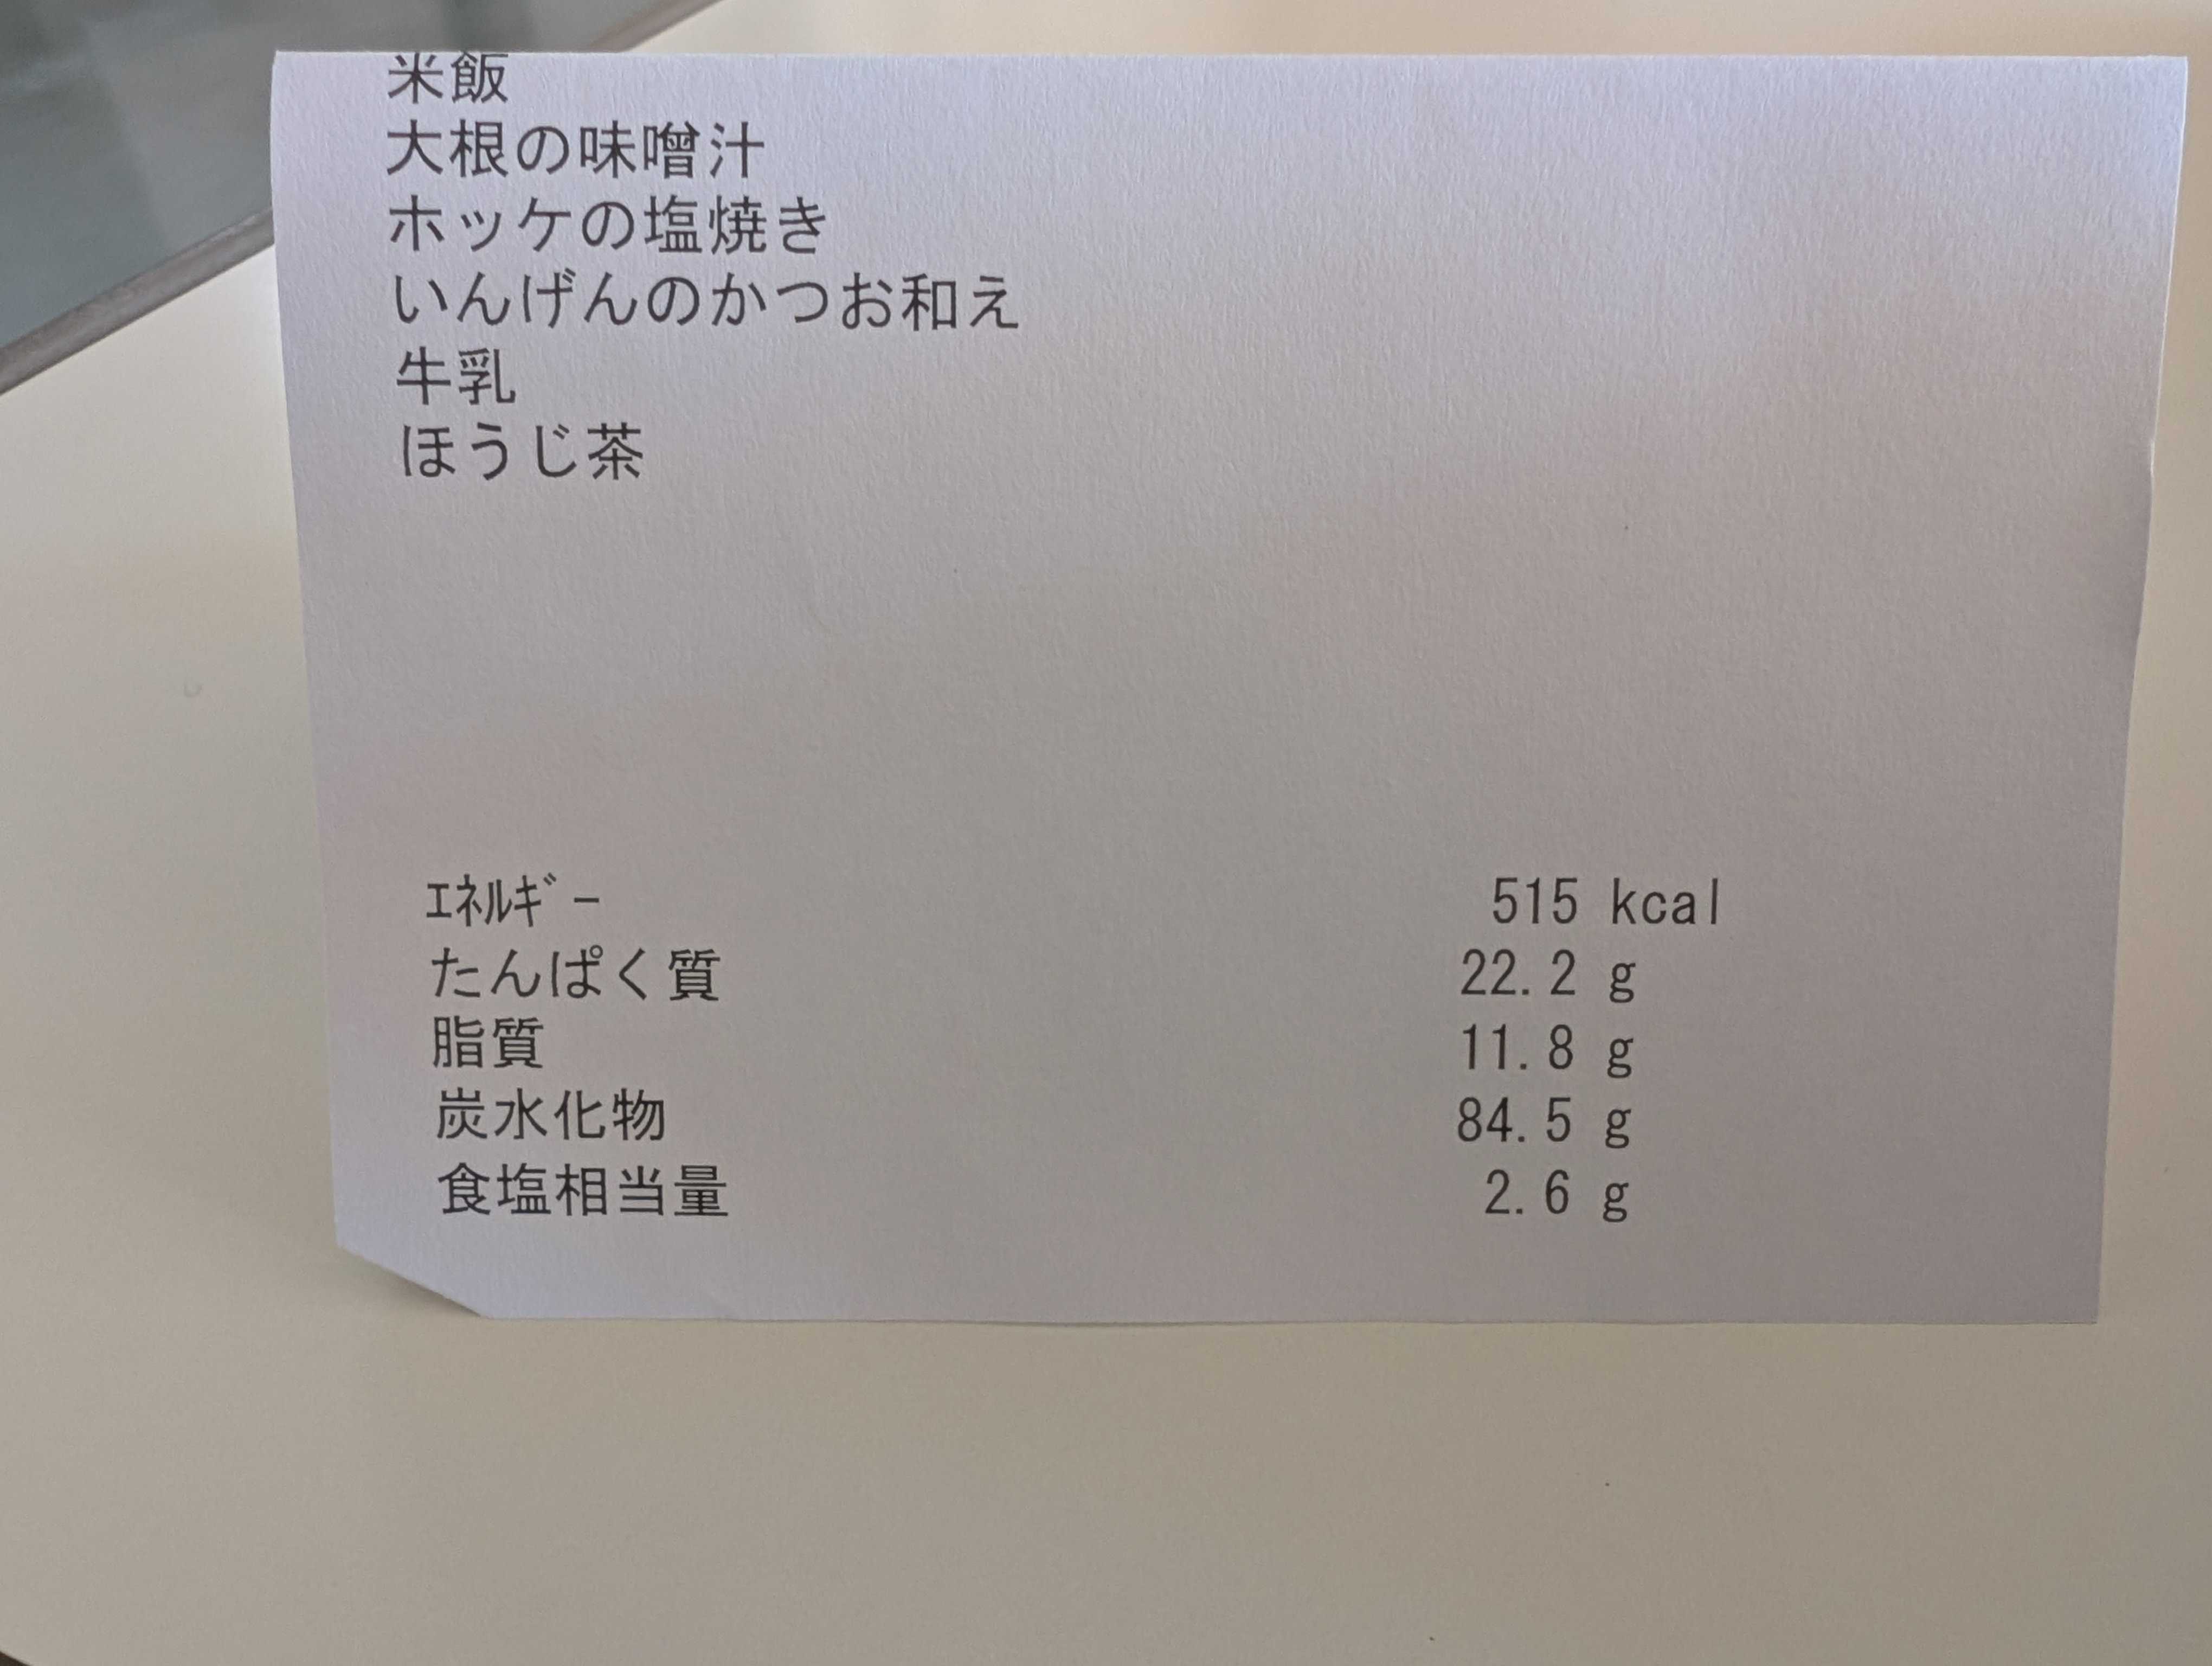 米飯
大根の味噌汁
ホッケの塩焼き
いんげんのかつお和え
牛乳
ほうじ茶
ｴﾈﾙｷﾞｰ 515 kcal
たんぱく質 22.2 g
脂質 11.8 g
炭水化物 84.5 g
食塩相当量 2.6 g